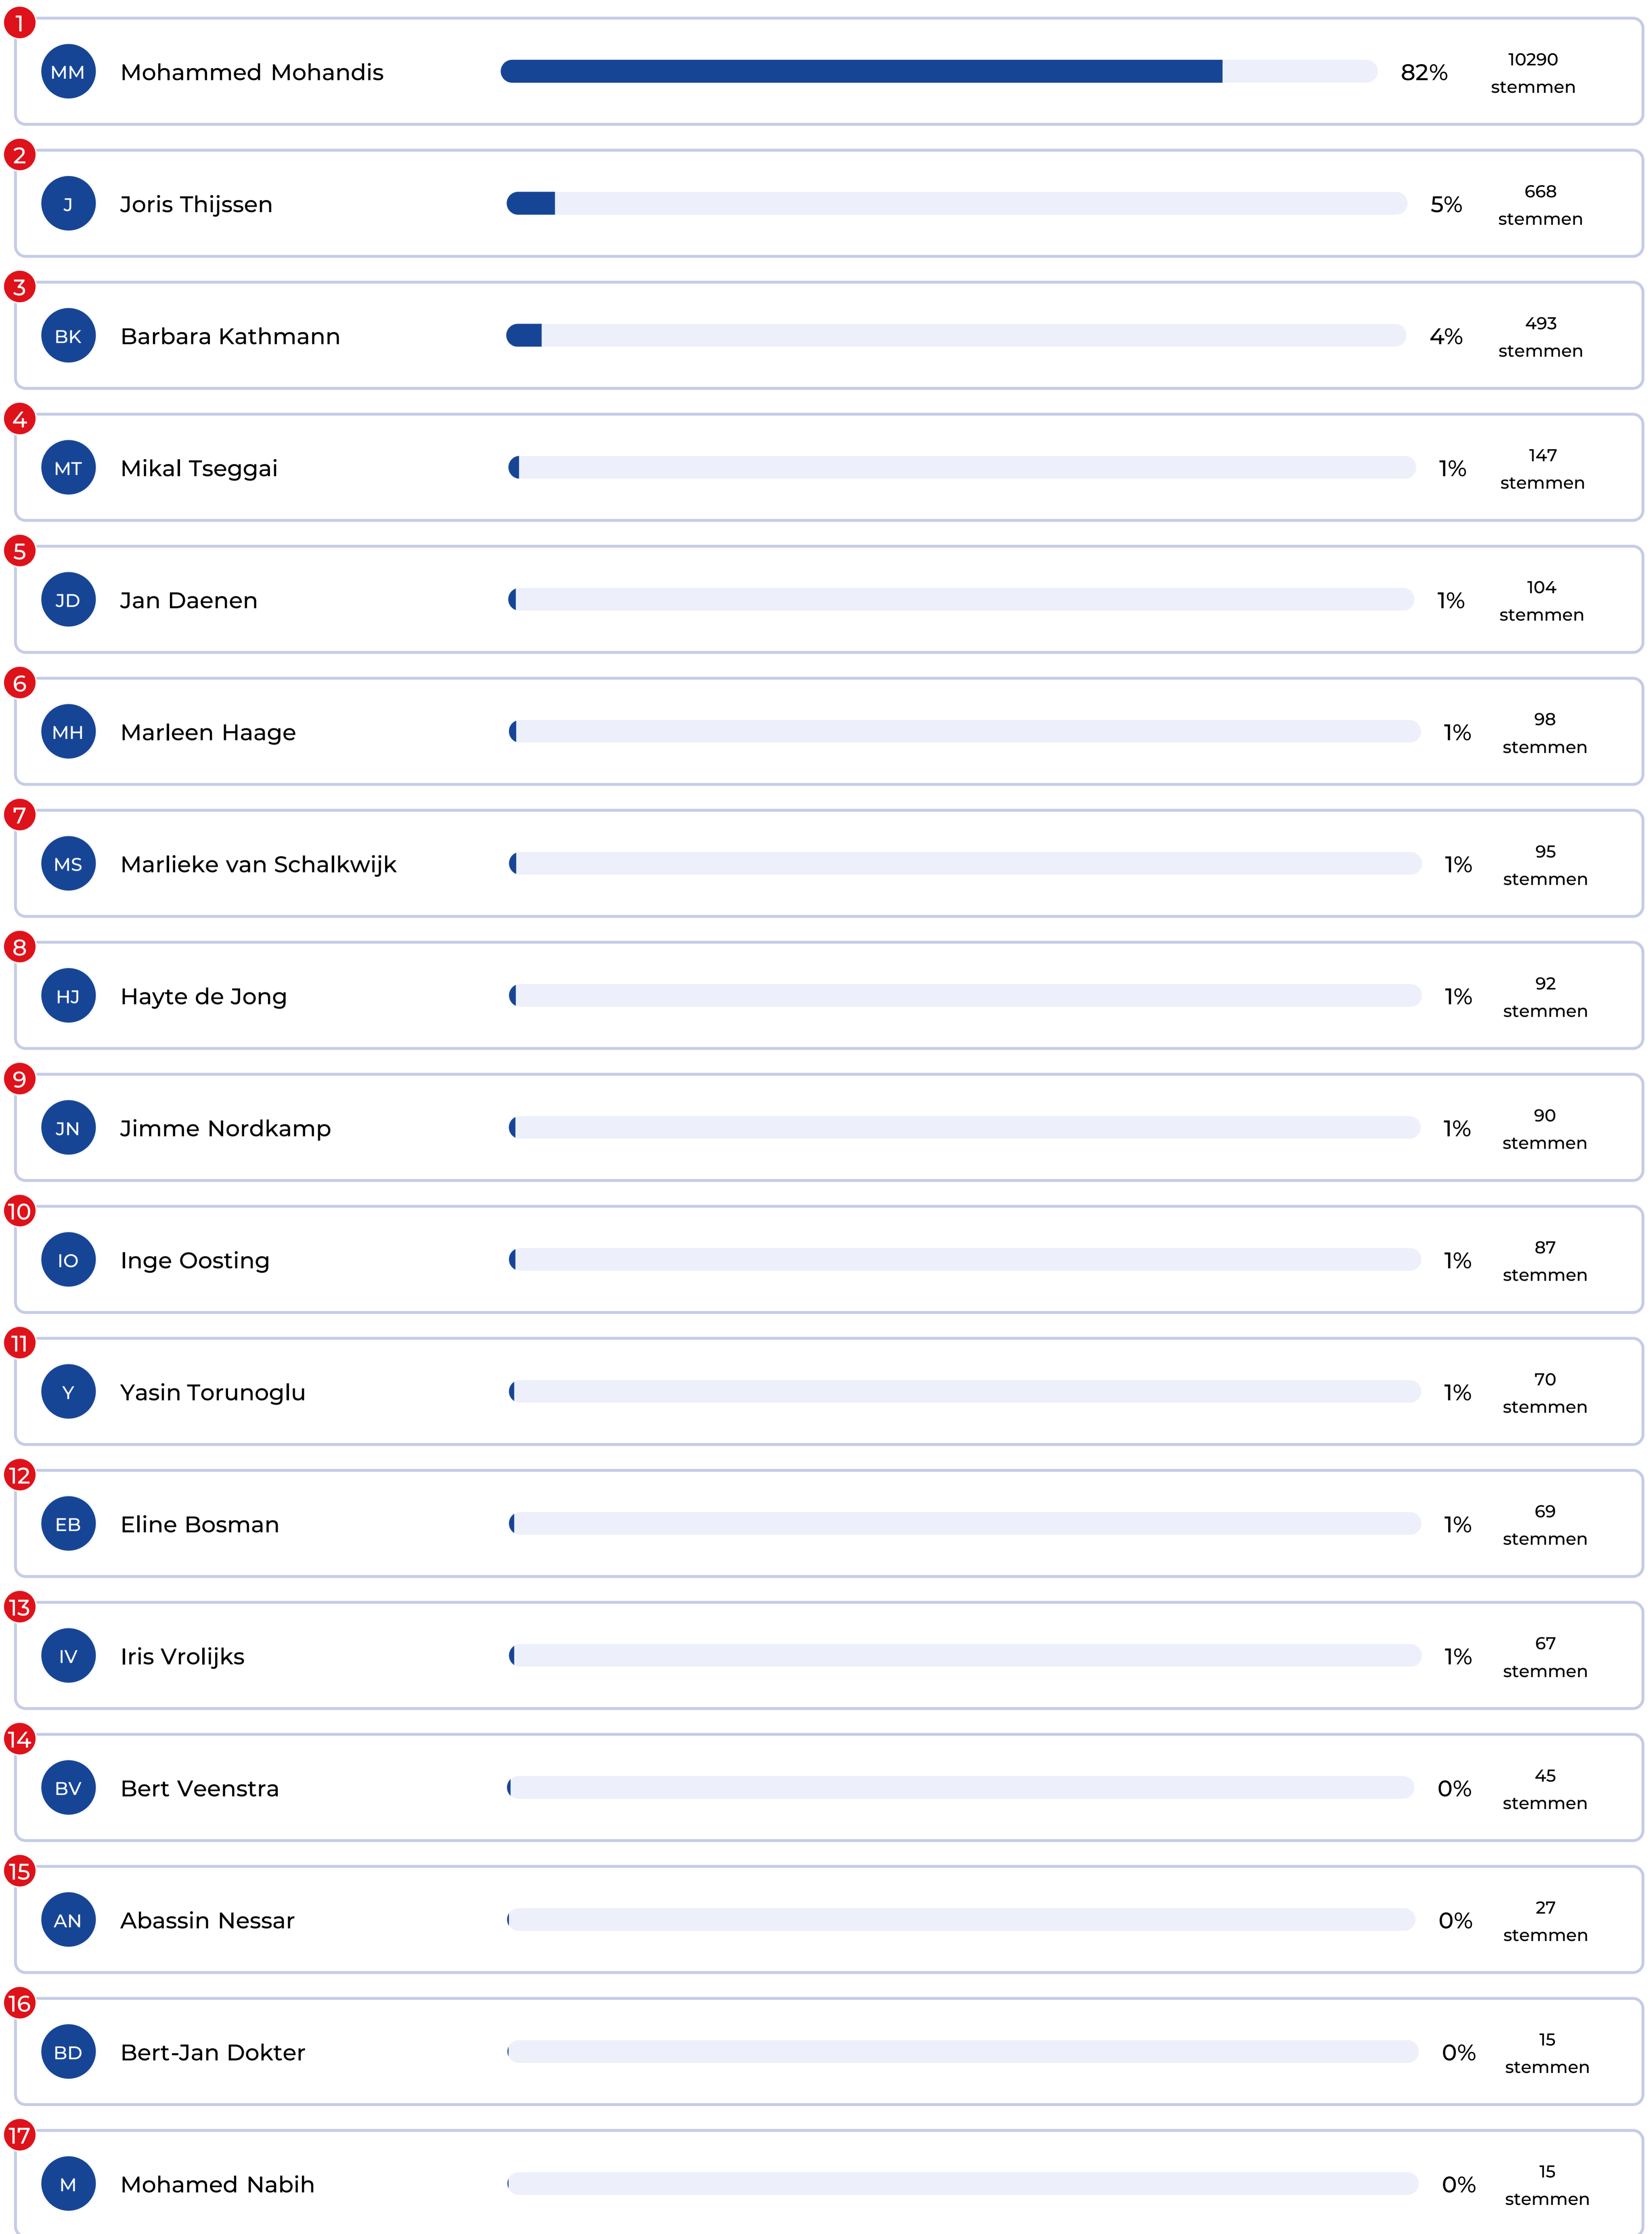 1
MM Mohammed Mohandis 82% 10290
stemmen
2
J Joris Thijssen 5% 668
stemmen
3
BK Barbara Kathmann 4% 493
stemmen
4
MT Mikal Tseggai 1% 147
stemmen
5
JD Jan Daenen 1% 104
stemmen
6
MH Marleen Haage 1% 98
stemmen
7
MS Marlieke van Schalkwijk 1% 95
stemmen
8
HJ Hayte de Jong 1% 92
stemmen
9
JN Jimme Nordkamp 1% 90
stemmen
10
IO Inge Oosting 1% 87
stemmen
11
Y Yasin Torunoglu 1% 70
stemmen
12
EB Eline Bosman 1% 69
stemmen
13
IV Iris Vrolijks 1% 67
stemmen
14
BV Bert Veenstra 0% 45
stemmen
15
AN Abassin Nessar 0% 27
stemmen
16
BD Bert-Jan Dokter 0% 15
stemmen
17
M Mohamed Nabih 0% 15
stemmen